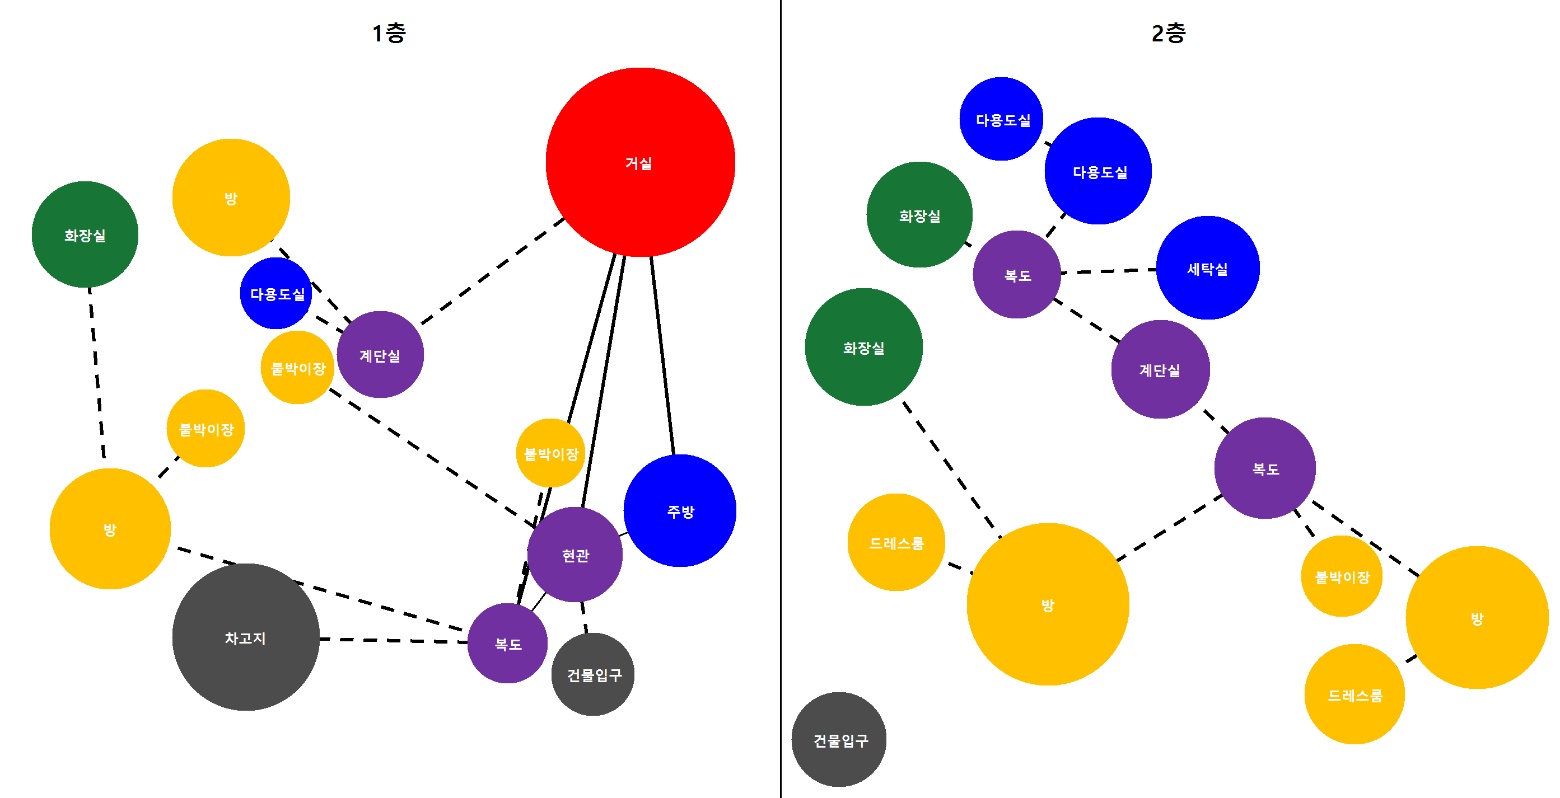 1층
거실
방
화장실
다용도실
계단실
붙박이장
붙박이장
붙박이장
주방
방
현관
차고지
복도
건물입구
2층
다용도실
다용도실
화장실
복도
세탁실
화장실
계단실
복도
드레스룸
방
붙박이장
방
드레스룸
건물입구